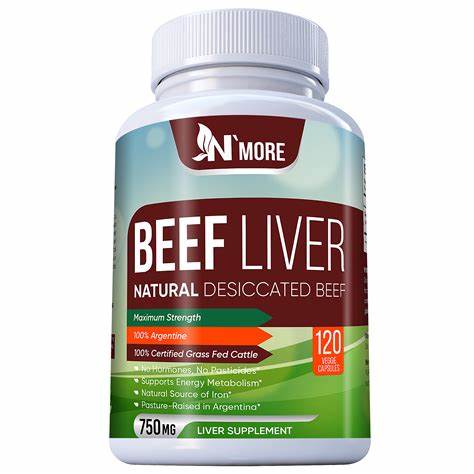 N'MORE
BEEF LIVER
NATURAL DESICCATED BEEF
Maximum Strength
100% Argentine
100% Certified Grass Fed Cattle
• No Hormones, No Pasticides*
• Supports Energy Metabolism*
• Natural Source of Iron*
• Pasture-Raised in Argentina*
120
VEGGIE
CAPSULES
750MG
LIVER SUPPLEMENT